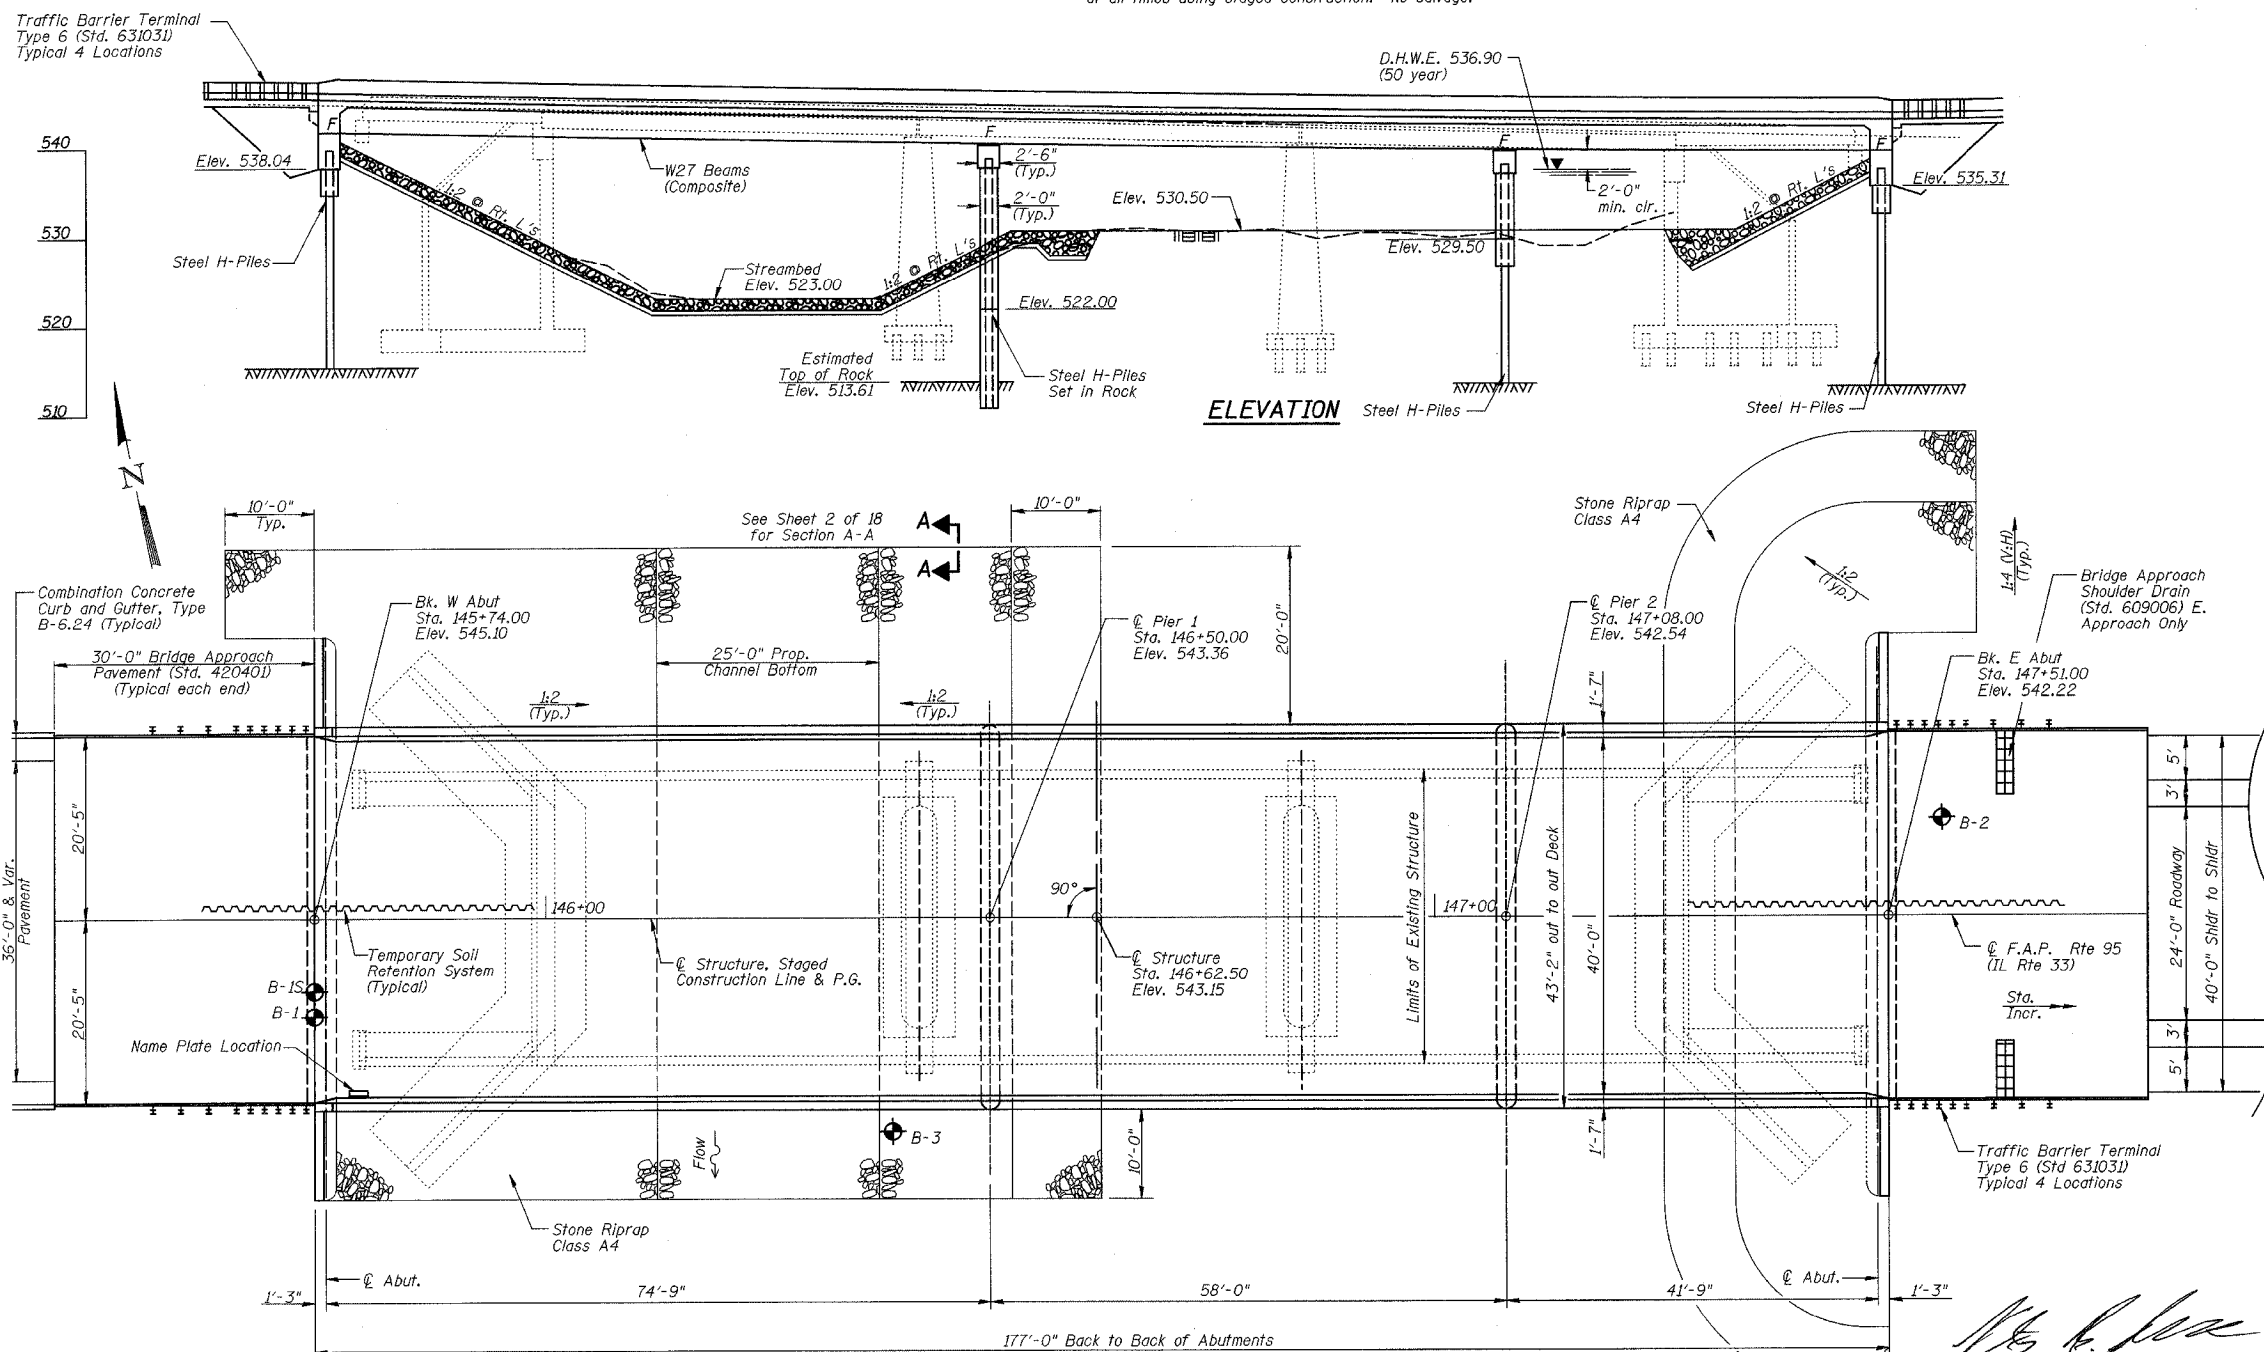 at all times using staged construction. No salvage.
Traffic Barrier Terminal
Type 6 (Std. 631031)
Typical 4 Locations
D.H.W.E. 536.90
(50 year)
540
530
520
510
Elev. 538.04
F
F
F
F
W27 Beams
(Composite)
2'-6"
(Typ.)
2'-0"
(Typ.)
Elev. 530.50
2'-0"
min. clr.
Elev. 535.31
1:2 @ Rt. L's
1:2 @ Rt. L's
1:2 @ Rt. L's
Elev. 529.50
Steel H-Piles
Streambed
Elev. 523.00
Elev. 522.00
Estimated
Top of Rock
Elev. 513.61
Steel H-Piles
Set in Rock
ELEVATION
Steel H-Piles
Steel H-Piles
N
10'-0"
Typ.
See Sheet 2 of 18
for Section A-A
A
A
10'-0"
Stone Riprap
Class A4
1:4 (V:H)
(Typ.)
1:2
(Typ.)
Combination Concrete
Curb and Gutter, Type
B-6.24 (Typical)
Bk. W Abut
Sta. 145+74.00
Elev. 545.10
℄ Pier 1
Sta. 146+50.00
Elev. 543.36
20'-0"
℄ Pier 2
Sta. 147+08.00
Elev. 542.54
Bridge Approach
Shoulder Drain
(Std. 609006) E.
Approach Only
30'-0" Bridge Approach
Pavement (Std. 420401)
(Typical each end)
25'-0" Prop.
Channel Bottom
1:2
(Typ.)
1:2
(Typ.)
1'-7"
Bk. E Abut
Sta. 147+51.00
Elev. 542.22
36'-0" & Var.
Pavement
20'-5"
20'-5"
146+00
90°
147+00
Limits of Existing Structure
43'-2" out to out Deck
40'-0"
B-2
5'
3'
24'-0" Roadway
3'
5'
40'-0" Shldr to Shldr
Temporary Soil
Retention System
(Typical)
℄ Structure, Staged
Construction Line & P.G.
℄ Structure
Sta. 146+62.50
Elev. 543.15
℄ F.A.P. Rte 95
(IL Rte 33)
Sta.
Incr.
B-1S
B-1
Name Plate Location
Flow
B-3
10'-0"
1'-7"
Traffic Barrier Terminal
Type 6 (Std 631031)
Typical 4 Locations
Stone Riprap
Class A4
℄ Abut.
℄ Abut.
1'-3"
74'-9"
58'-0"
41'-9"
1'-3"
177'-0" Back to Back of Abutments